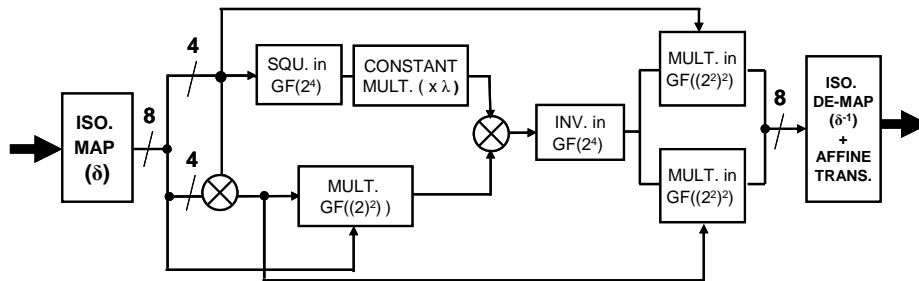 ISO.
MAP
(δ)
8
4
4
SQU. in
GF(2⁴)
CONSTANT
MULT. ( x λ)
MULT.
GF((2)²) )
INV. in
GF(2⁴)
MULT. in
GF((2²)²)
MULT. in
GF((2²)²)
8
ISO.
DE-MAP
(δ⁻¹)
+
AFFINE
TRANS.